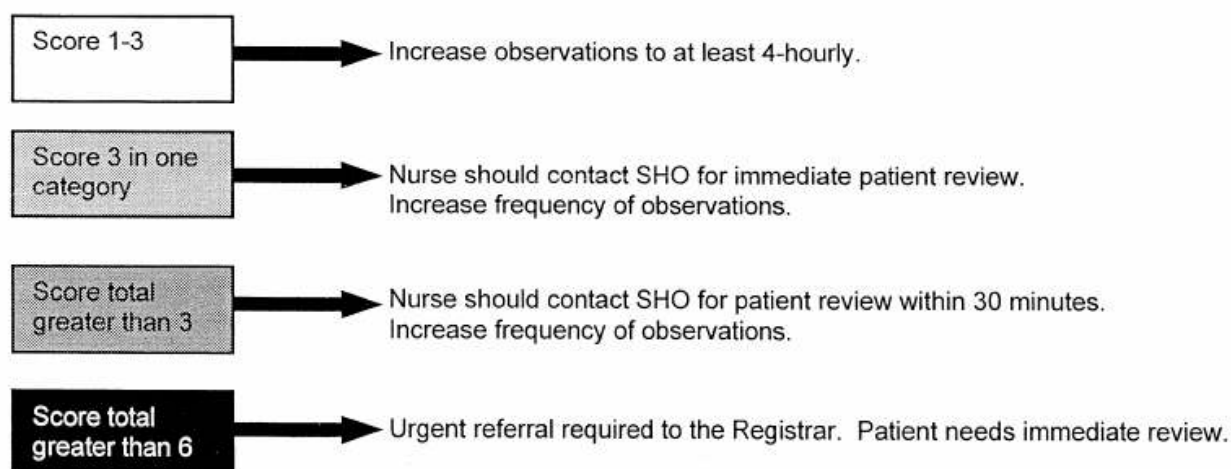 Score 1-3
Increase observations to at least 4-hourly.
Score 3 in one
category
Nurse should contact SHO for immediate patient review.
Increase frequency of observations.
Score total
greater than 3
Nurse should contact SHO for patient review within 30 minutes.
Increase frequency of observations.
Score total
greater than 6
Urgent referral required to the Registrar. Patient needs immediate review.